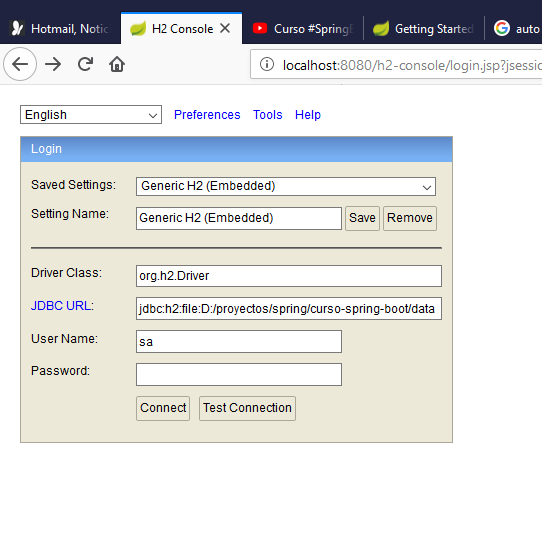 Hotmail, Notic H2 Console Curso #Spring Getting Started auto
localhost:8080/h2-console/login.jsp?jsessio
English Preferences Tools Help
Login
Saved Settings: Generic H2 (Embedded)
Setting Name: Generic H2 (Embedded) Save Remove
Driver Class: org.h2.Driver
JDBC URL: jdbc:h2:file:D:/proyectos/spring/curso-spring-boot/data
User Name: sa
Password:
Connect Test Connection